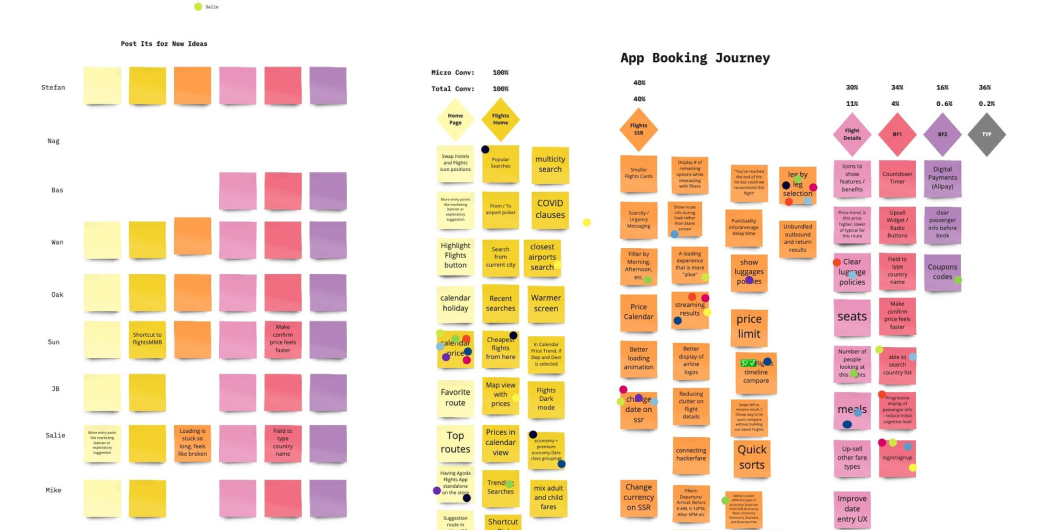 Salie
Post Its for New Ideas
App Booking Journey
Stefan
Nag
Bas
Wan
Oak
Sun
JB
Salie
Mike
Shortcut to
flightsMMB
Make
confirm
price feels
faster
More entry points
like marketing
banner or
exploratory
suggestion
Loading is
stuck so
long, feels
like broken
Field to
type
country
name
Micro Conv:
100%
Total Conv:
100%
Home
Page
Flights
Home
Swap Hotels
and Flights
icon positions
Popular
Searches
multicity
search
More entry points
like marketing
banner or
exploratory
suggestion
From / To
airport picker
COVID
clauses
Highlight
Flights
button
Search
from
current city
closest
airports
search
calendar
holiday
Recent
searches
Warmer
screen
calendar
price
Cheapest
flights
from here
In Calendar
Price Trend, if
Dep and Dest
is selected
Favorite
route
Map view
with
prices
Flights
Dark
mode
Top
routes
Prices in
calendar
view
economy +
premium
economy (fare
class grouping)
Having Agoda
Flights App
standalone
on the store
Trend
Searches
mix adult
and child
fares
Suggestion
route in
Shortcut
40%
40%
Flights
SSR
Smaller
Flights Cards
Display # of
remaining
options while
interacting
with filters
"You've reached
the end of the
list but could we
recommend this
flight"
leg by
leg
selection
Scarcity /
Urgency
Messaging
Show route
info during
load rather
than blank
screen
Punctuality
info/average
delay time
Unbundled
outbound
and return
results
Filter by
Morning,
Afternoon,
etc.
A loading
experience
that is more
"alive"
show
luggages
policies
Price
Calendar
streaming
results
price
limit
Better
loading
animation
Better
display of
airline
logos
Flights
timeline
compare
change
date on
ssr
Reducing
clutter on
flight
details
connecting
hackerfare
Quick
sorts
Change
currency
on SSR
Filters
Departure/
Arrival: Before
6 AM, 6-12PM,
After 6PM etc
30%
34%
16%
36%
11%
4%
0.6%
0.2%
Flight
Details
BF1
BF2
TYP
Icons to
show
features /
benefits
Countdown
Timer
Digital
Payments
(Alipay)
Price trend, is
this price
higher, lower
of typical for
this route
Upsell
Widget /
Radio
Buttons
clear
passenger
info before
book
Clear
luggage
policies
Field to
type
country
name
Coupons
codes
seats
Make
confirm
price feels
faster
Number of
people
looking at
this flights
able to
search
country list
meals
Progressive
display of
passenger info
- reduce initial
cognitive load
Up-sell
other fare
types
login/signup
Improve
date
entry UX